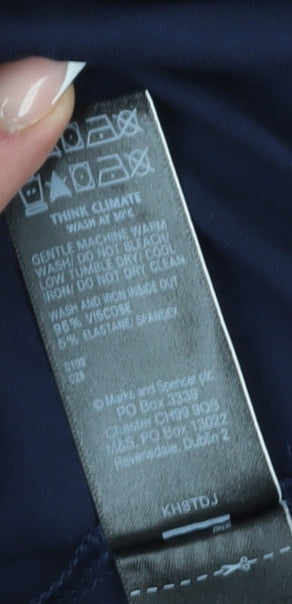 THINK CLIMATE
WASH AT 30°C
GENTLE MACHINE WARM
WASH/ DO NOT BLEACH/
LOW TUMBLE DRY/ COOL
IRON/ DO NOT DRY CLEAN
WASH AND IRON INSIDE OUT
95% VISCOSE
5% ELASTANE/ SPANDEX
© Marks and Spencer plc
PO Box 3339
Chester CH99 9QS
M&S, PO Box 13022
Ravensdale, Dublin 2
KH8TDJ